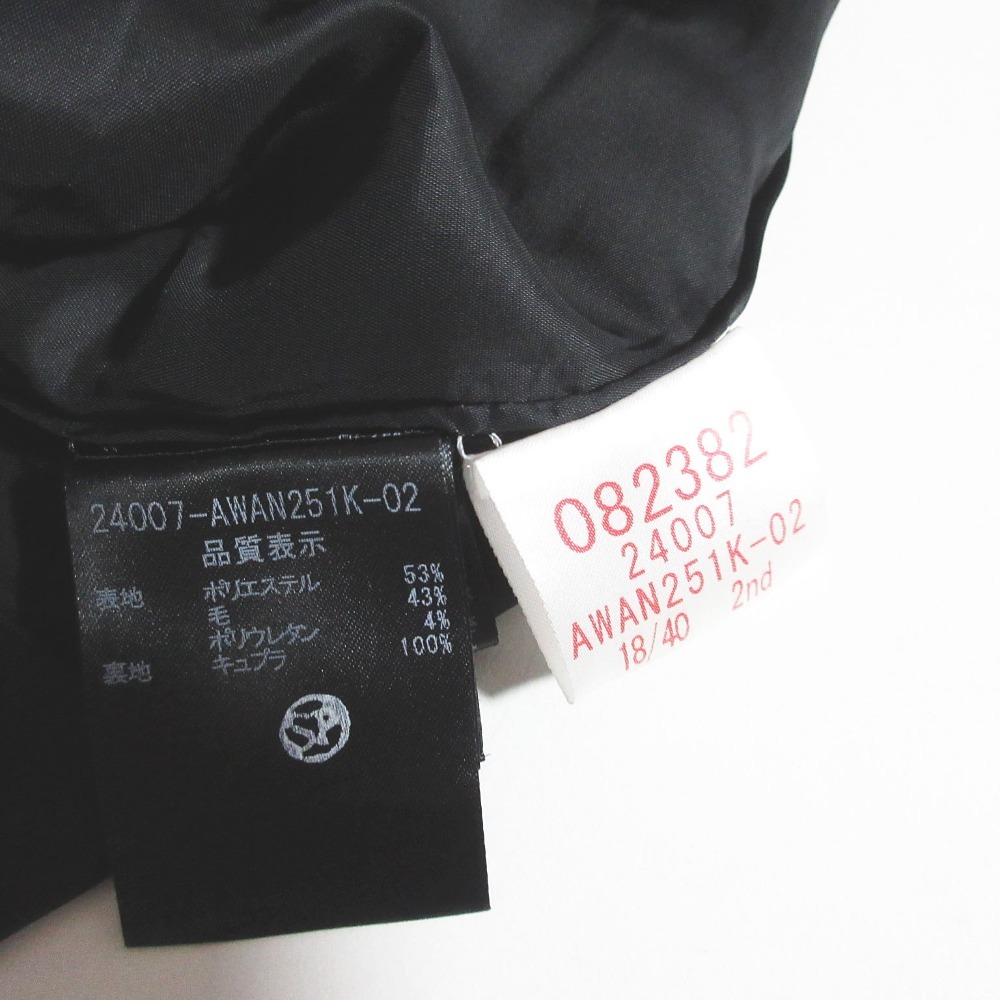 24007-AWAN251K-02
品質表示
表地 ポリエステル 53%
毛 43%
ポリウレタン 4%
裏地 キュプラ 100%
SP
082382
24007
AWAN251K-02
18/40 2nd